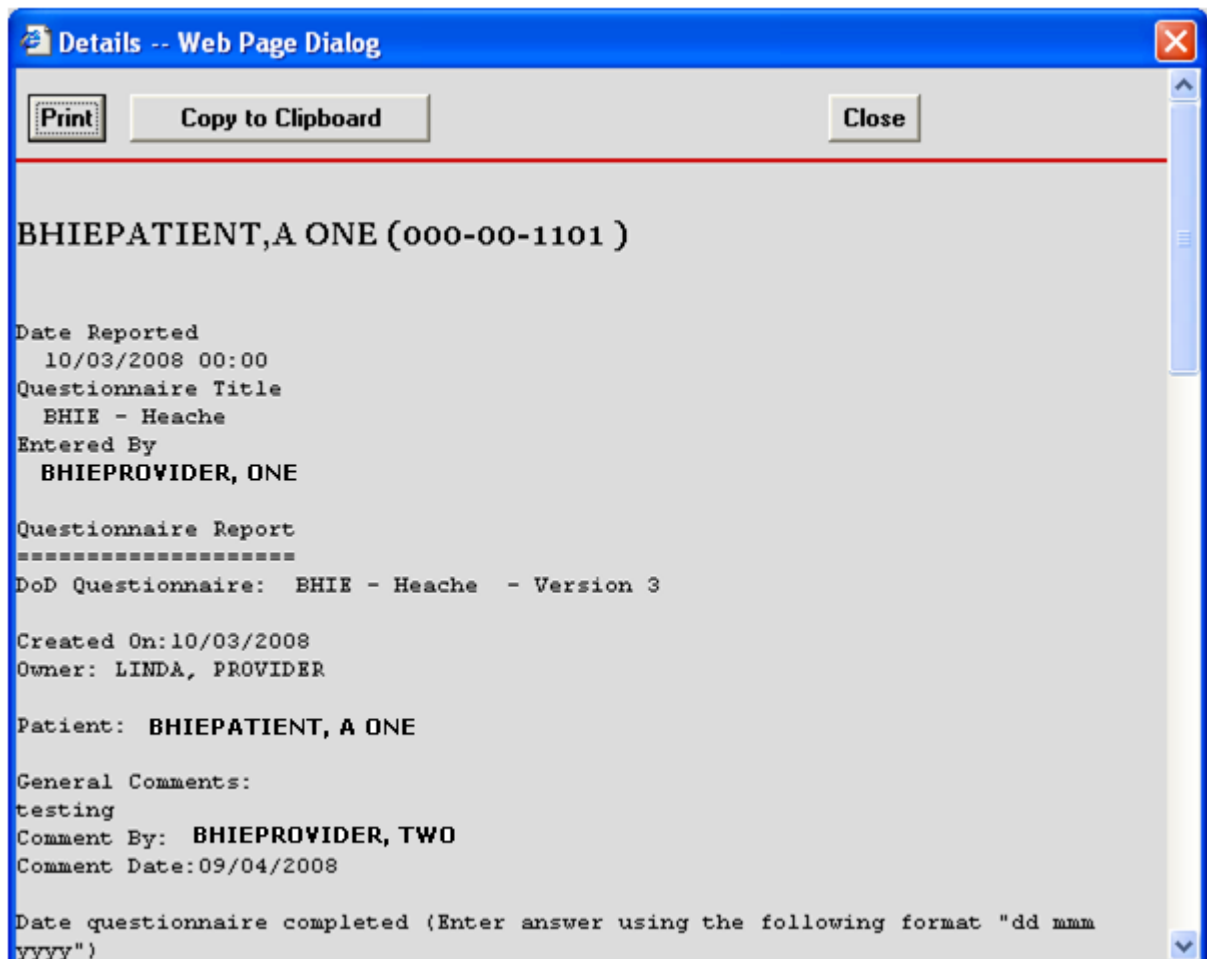 Details -- Web Page Dialog
Print Copy to Clipboard Close
BHIEPATIENT,A ONE (000-00-1101 )
Date Reported
10/03/2008 00:00
Questionnaire Title
BHIE - Heache
Entered By
BHIEPROVIDER, ONE
Questionnaire Report
====================
DoD Questionnaire:  BHIE - Heache  - Version 3
Created On:10/03/2008
Owner: LINDA, PROVIDER
Patient: BHIEPATIENT, A ONE
General Comments:
testing
Comment By: BHIEPROVIDER, TWO
Comment Date:09/04/2008
Date questionnaire completed (Enter answer using the following format "dd mmm
yyyy")